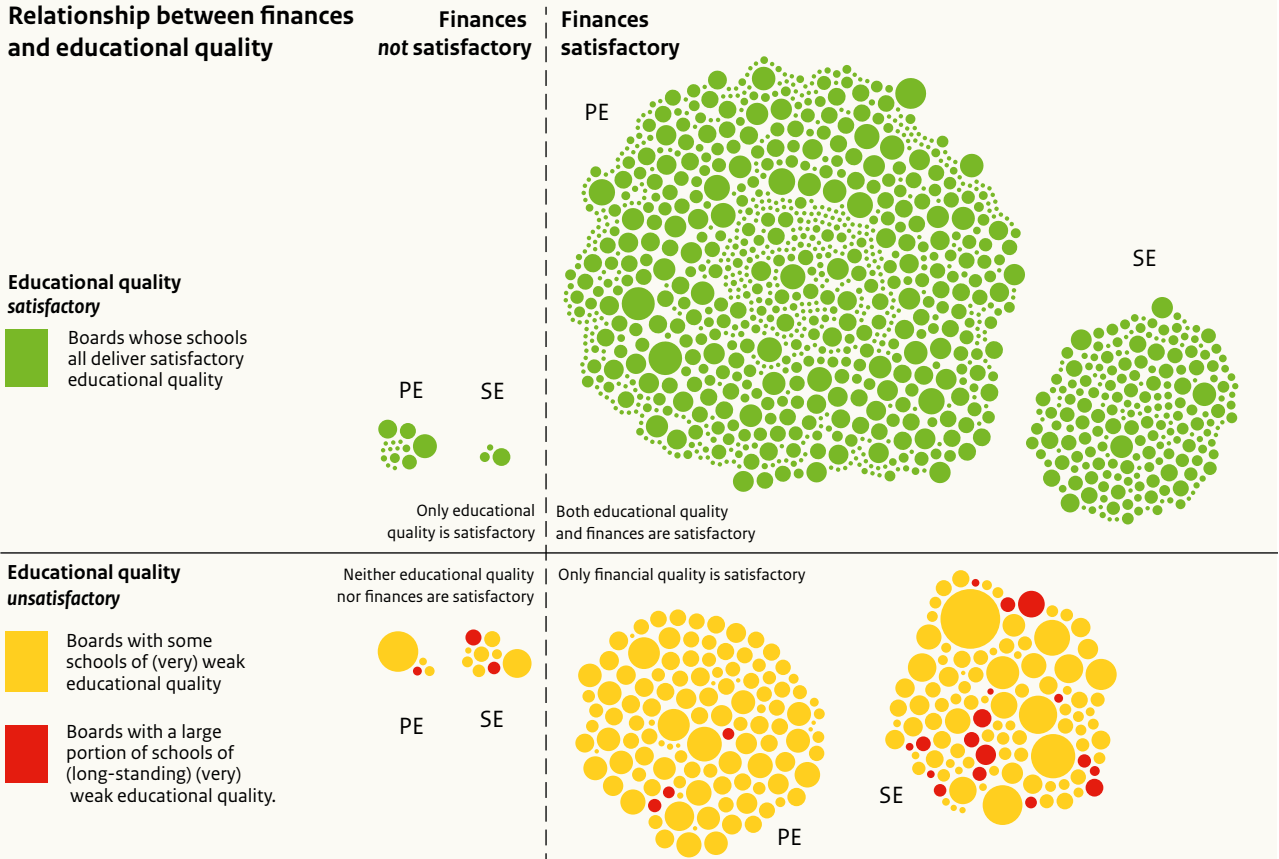 Relationship between finances
and educational quality
Finances
not satisfactory
Finances
satisfactory
PE
SE
Educational quality
satisfactory
Boards whose schools
all deliver satisfactory
educational quality
PE
SE
Only educational
quality is satisfactory
Both educational quality
and finances are satisfactory
Educational quality
unsatisfactory
Neither educational quality
nor finances are satisfactory
Only financial quality is satisfactory
Boards with some
schools of (very) weak
educational quality
PE
SE
Boards with a large
portion of schools of
(long-standing) (very)
weak educational quality.
SE
PE